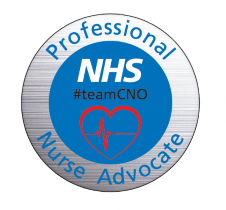 Professional
NHS
#teamCNO
Nurse Advocate